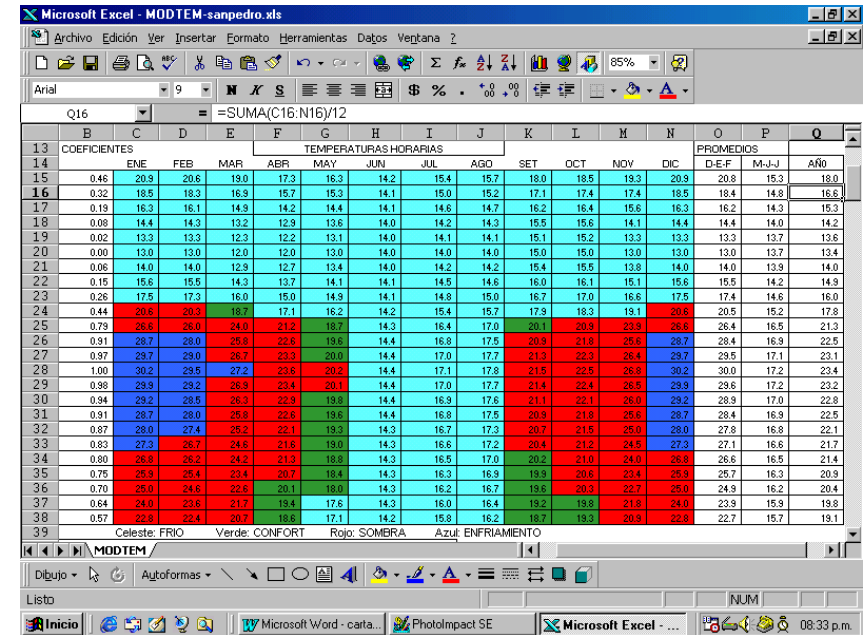 Microsoft Excel - MODTEM-sanpedro.xls
Archivo Edición Ver Insertar Formato Herramientas Datos Ventana ?
85%
Arial 9 N K S $ %
Q16 = =SUMA(C16:N16)/12
B C D E F G H I J K L M N O P Q
13 COEFICIENTES TEMPERATURAS HORARIAS PROMEDIOS
14 ENE FEB MAR ABR MAY JUN JUL AGO SET OCT NOV DIC D-E-F M-J-J AÑO
15 0.46 20.9 20.6 19.0 17.3 16.3 14.2 15.4 15.7 18.0 18.5 19.3 20.9 20.8 15.3 18.0
16 0.32 18.5 18.3 16.9 15.7 15.3 14.1 15.0 15.2 17.1 17.4 17.4 18.5 18.4 14.8 16.6
17 0.19 16.3 16.1 14.9 14.2 14.4 14.1 14.6 14.7 16.2 16.4 15.6 16.3 16.2 14.3 15.3
18 0.08 14.4 14.3 13.2 12.9 13.6 14.0 14.2 14.3 15.5 15.6 14.1 14.4 14.4 14.0 14.2
19 0.02 13.3 13.3 12.3 12.2 13.1 14.0 14.1 14.1 15.1 15.2 13.3 13.3 13.3 13.7 13.6
20 0.00 13.0 13.0 12.0 12.0 13.0 14.0 14.0 14.0 15.0 15.0 13.0 13.0 13.0 13.7 13.4
21 0.06 14.0 14.0 12.9 12.7 13.4 14.0 14.2 14.2 15.4 15.5 13.8 14.0 14.0 13.9 14.0
22 0.15 15.6 15.5 14.3 13.7 14.1 14.1 14.5 14.6 16.0 16.1 15.1 15.6 15.5 14.2 14.9
23 0.26 17.5 17.3 16.0 15.0 14.9 14.1 14.8 15.0 16.7 17.0 16.6 17.5 17.4 14.6 16.0
24 0.44 20.6 20.3 18.7 17.1 16.2 14.2 15.4 15.7 17.9 18.3 19.1 20.6 20.5 15.2 17.8
25 0.79 26.6 26.0 24.0 21.2 18.7 14.3 16.4 17.0 20.1 20.9 23.9 26.6 26.4 16.5 21.3
26 0.91 28.7 28.0 25.8 22.6 19.6 14.4 16.8 17.5 20.9 21.8 25.6 28.7 28.4 16.9 22.5
27 0.97 29.7 29.0 26.7 23.3 20.0 14.4 17.0 17.7 21.3 22.3 26.4 29.7 29.5 17.1 23.1
28 1.00 30.2 29.5 27.2 23.6 20.2 14.4 17.1 17.8 21.5 22.5 26.8 30.2 30.0 17.2 23.4
29 0.98 29.9 29.2 26.9 23.4 20.1 14.4 17.0 17.7 21.4 22.4 26.5 29.9 29.6 17.2 23.2
30 0.94 29.2 28.5 26.3 22.9 19.8 14.4 16.9 17.6 21.1 22.1 26.0 29.2 28.9 17.0 22.8
31 0.91 28.7 28.0 25.8 22.6 19.6 14.4 16.8 17.5 20.9 21.8 25.6 28.7 28.4 16.9 22.5
32 0.87 28.0 27.4 25.2 22.1 19.3 14.3 16.7 17.3 20.7 21.5 25.0 28.0 27.8 16.8 22.1
33 0.83 27.3 26.7 24.6 21.6 19.0 14.3 16.6 17.2 20.4 21.2 24.5 27.3 27.1 16.6 21.7
34 0.80 26.8 26.2 24.2 21.3 18.8 14.3 16.5 17.0 20.2 21.0 24.0 26.8 26.6 16.5 21.4
35 0.75 25.9 25.4 23.4 20.7 18.4 14.3 16.3 16.9 19.9 20.6 23.4 25.9 25.7 16.3 20.9
36 0.70 25.0 24.6 22.6 20.1 18.0 14.3 16.2 16.7 19.6 20.3 22.7 25.0 24.9 16.2 20.4
37 0.64 24.0 23.6 21.7 19.4 17.6 14.3 16.0 16.4 19.2 19.8 21.8 24.0 23.9 15.9 19.8
38 0.57 22.8 22.4 20.7 18.6 17.1 14.2 15.8 16.2 18.7 19.3 20.9 22.8 22.7 15.7 19.1
39 Celeste: FRIO Verde: CONFORT Rojo: SOMBRA Azul: ENFRIAMIENTO
MODTEM
Dibujo Autoformas
Listo NUM
Inicio Microsoft Word - carta... PhotoImpact SE Microsoft Excel - ... 08:33 p.m.